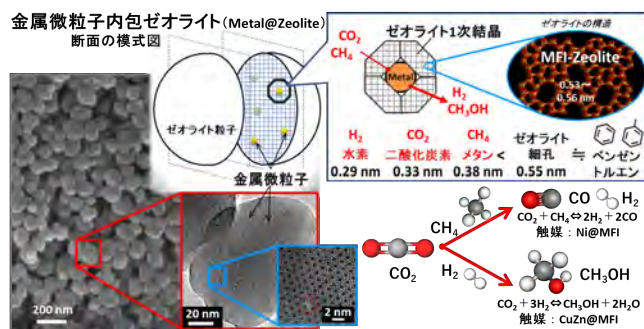 金属微粒子内包ゼオライト(Metal@Zeolite)
断面の模式図
ゼオライト粒子
金属微粒子
ゼオライト1次結晶
CO2
CH4
Metal
H2
CH3OH
ゼオライトの構造
MFI-Zeolite
0.53~
0.56 nm
H2 CO2 CH4 ゼオライト
水素 二酸化炭素 メタン < 細孔 ≒ ベンゼン
0.29 nm 0.33 nm 0.38 nm 0.55 nm トルエン
200 nm
20 nm
2 nm
CO2
CH4
H2
CO H2
CO2+CH4⇔2H2+2CO
触媒:Ni@MFI
CH3OH
CO2+3H2⇔CH3OH+2H2O
触媒:CuZn@MFI